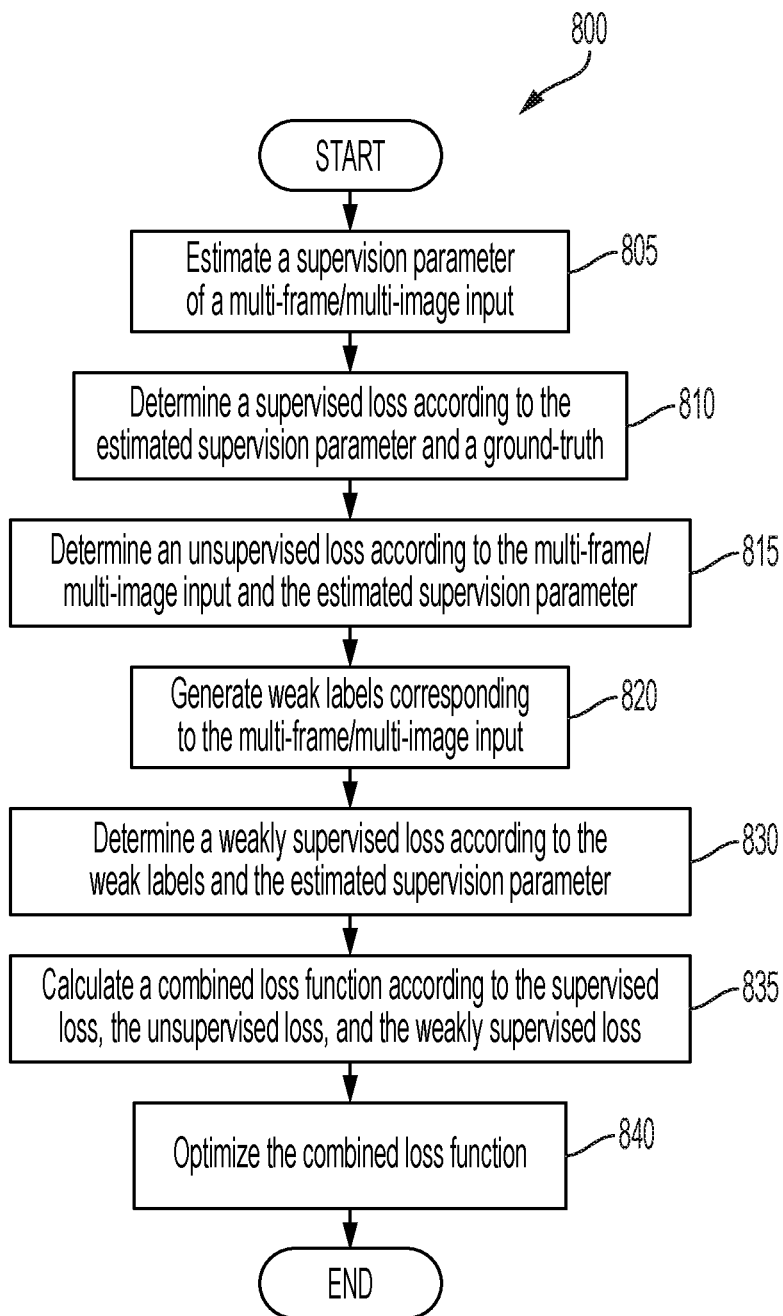 800
START
Estimate a supervision parameter
of a multi-frame/multi-image input
805
Determine a supervised loss according to the
estimated supervision parameter and a ground-truth
810
Determine an unsupervised loss according to the multi-frame/
multi-image input and the estimated supervision parameter
815
Generate weak labels corresponding
to the multi-frame/multi-image input
820
Determine a weakly supervised loss according to the
weak labels and the estimated supervision parameter
830
Calculate a combined loss function according to the supervised
loss, the unsupervised loss, and the weakly supervised loss
835
Optimize the combined loss function
840
END